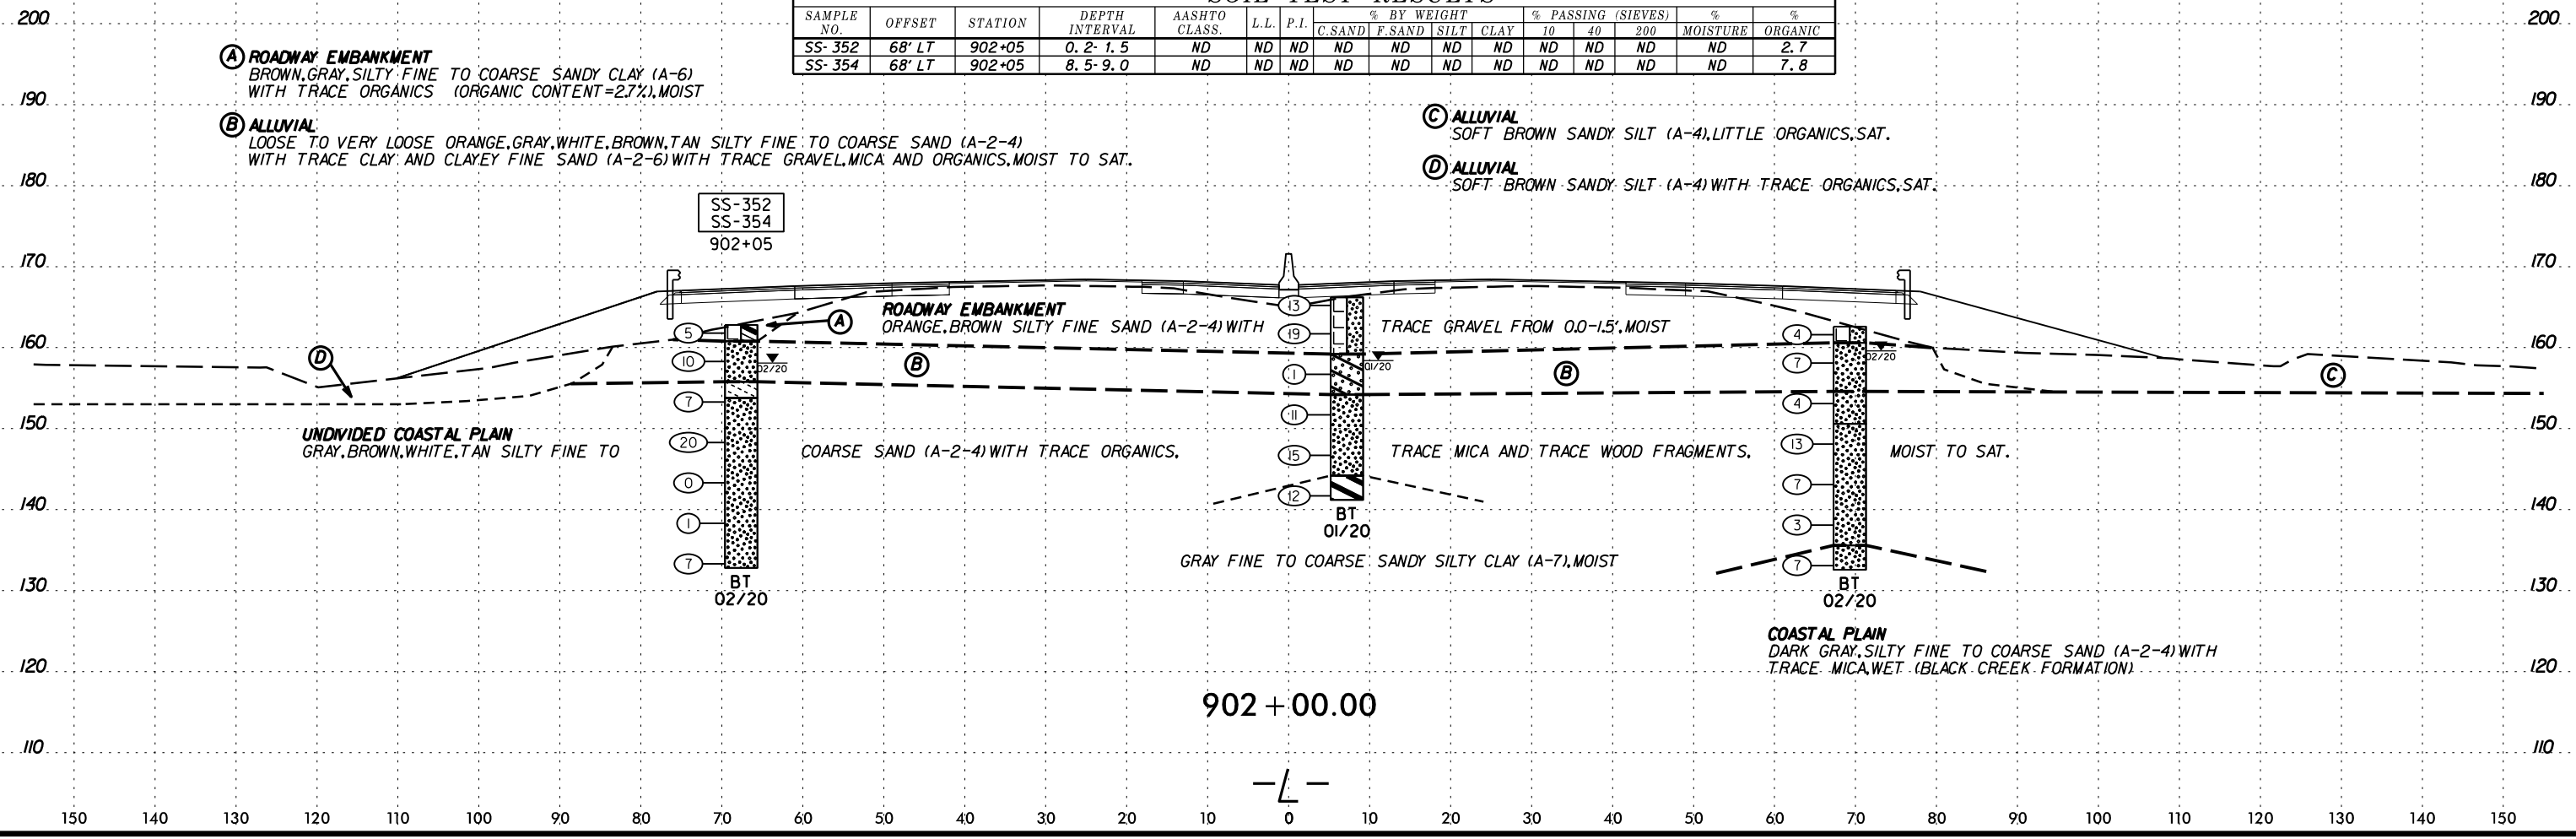 SOIL TEST RESULTS
SAMPLE NO. OFFSET STATION DEPTH INTERVAL AASHTO CLASS. L.L. P.I. % BY WEIGHT % PASSING (SIEVES) % MOISTURE % ORGANIC
C.SAND F.SAND SILT CLAY 10 40 200
SS-352 68' LT 902+05 0.2-1.5 ND ND ND ND ND ND ND ND ND ND ND 2.7
SS-354 68' LT 902+05 8.5-9.0 ND ND ND ND ND ND ND ND ND ND ND 7.8
200 200
A ROADWAY EMBANKMENT
BROWN,GRAY,SILTY FINE TO COARSE SANDY CLAY (A-6)
WITH TRACE ORGANICS (ORGANIC CONTENT=2.7%),MOIST
190 190
B ALLUVIAL
LOOSE TO VERY LOOSE ORANGE,GRAY,WHITE,BROWN,TAN SILTY FINE TO COARSE SAND (A-2-4)
WITH TRACE CLAY AND CLAYEY FINE SAND (A-2-6) WITH TRACE GRAVEL,MICA AND ORGANICS,MOIST TO SAT.
C ALLUVIAL
SOFT BROWN SANDY SILT (A-4),LITTLE ORGANICS,SAT.
D ALLUVIAL
SOFT BROWN SANDY SILT (A-4) WITH TRACE ORGANICS,SAT.
180 180
SS-352
SS-354
902+05
170 170
ROADWAY EMBANKMENT
ORANGE,BROWN SILTY FINE SAND (A-2-4) WITH TRACE GRAVEL FROM 0.0-1.5',MOIST
A
5
10
7
20
0
1
7
02/20
BT
02/20
13
19
1
11
15
12
01/20
BT
01/20
4
7
4
13
7
3
7
02/20
BT
02/20
160 160
D
B
B
C
150 150
UNDIVIDED COASTAL PLAIN
GRAY,BROWN,WHITE,TAN SILTY FINE TO COARSE SAND (A-2-4) WITH TRACE ORGANICS, TRACE MICA AND TRACE WOOD FRAGMENTS, MOIST TO SAT.
140 140
GRAY FINE TO COARSE SANDY SILTY CLAY (A-7),MOIST
130 130
COASTAL PLAIN
DARK GRAY,SILTY FINE TO COARSE SAND (A-2-4) WITH
TRACE MICA,WET (BLACK CREEK FORMATION)
120 120
902+00.00
110 110
-L-
150 140 130 120 110 100 90 80 70 60 50 40 30 20 10 0 10 20 30 40 50 60 70 80 90 100 110 120 130 140 150